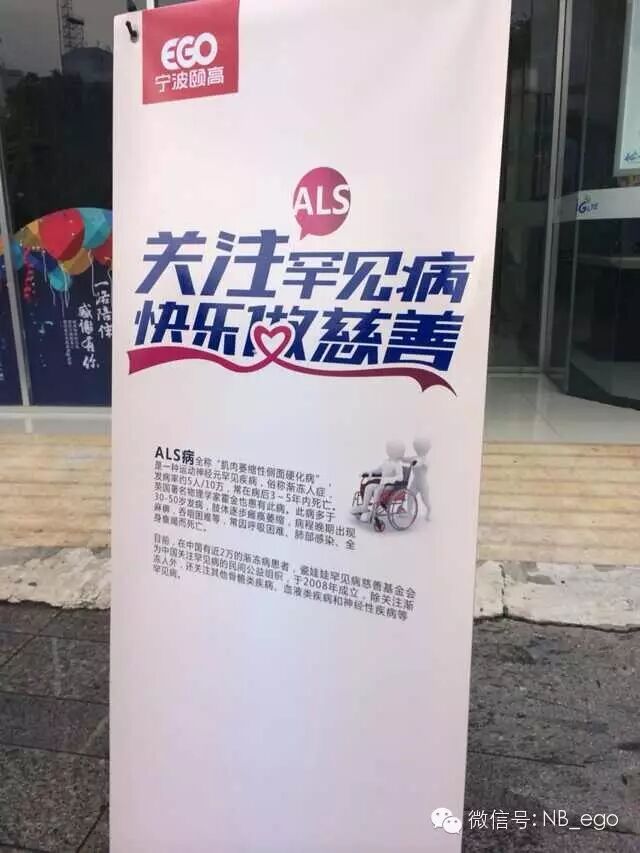 EGO
宁波颐高
ALS
关注罕见病
快乐做慈善
ALS病全称“肌肉萎缩性侧面硬化病”，
是一种运动神经元罕见疾病，俗称渐冻人症，
发病率约5人/10万，常在病后3～5年内死亡。
英国著名物理学家霍金也患有此病。此病多于
30-50岁发病，肢体逐步瘫痪萎缩，病程晚期出现
麻痹，吞咽困难等，常因呼吸困难、肺部感染、全
身衰竭而死亡。
目前，在中国有近2万的渐冻病患者，瓷娃娃罕见病慈善基金会
为中国关注罕见病的民间公益组织，于2008年成立，除关注渐
冻人外，还关注其他骨骼类疾病、血液类疾病和神经性疾病等
罕见病。
一路陪伴
感谢有你
4G LTE
微信号: NB_ego